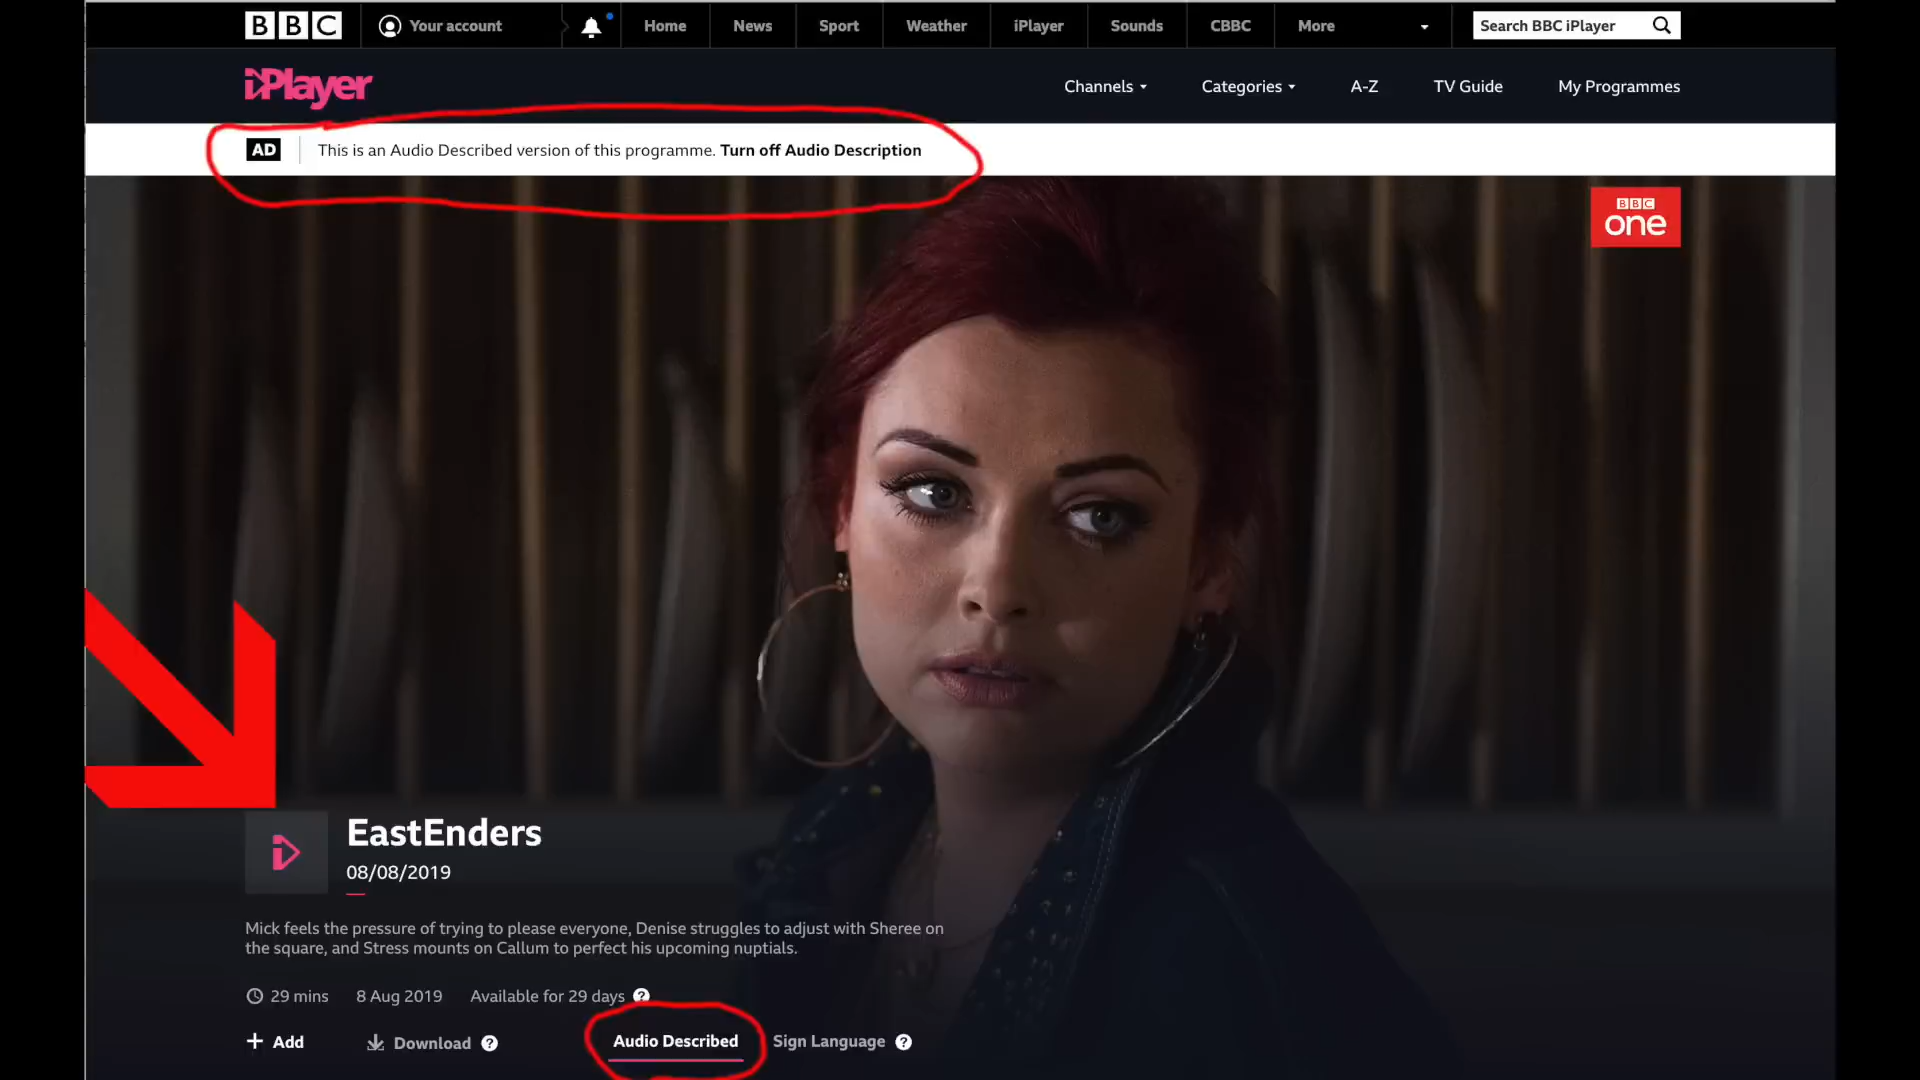 BBC
Your account
Home
News
Sport
Weather
iPlayer
Sounds
CBBC
More
Search BBC iPlayer
iPlayer
Channels
Categories
A-Z
TV Guide
My Programmes
AD
This is an Audio Described version of this programme. Turn off Audio Description
BBC
one
EastEnders
08/08/2019
Mick feels the pressure of trying to please everyone, Denise struggles to adjust with Sheree on
the square, and Stress mounts on Callum to perfect his upcoming nuptials.
29 mins
8 Aug 2019
Available for 29 days ?
+ Add
Download ?
Audio Described
Sign Language ?